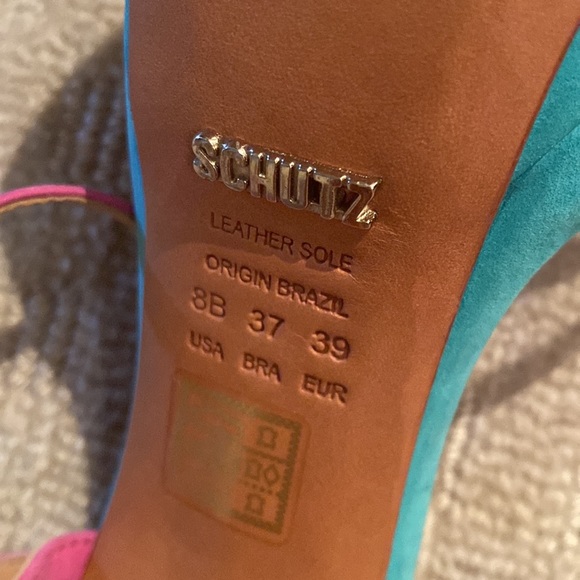 SCHUTZ
LEATHER SOLE
ORIGIN BRAZIL
8B 37 39
USA BRA EUR